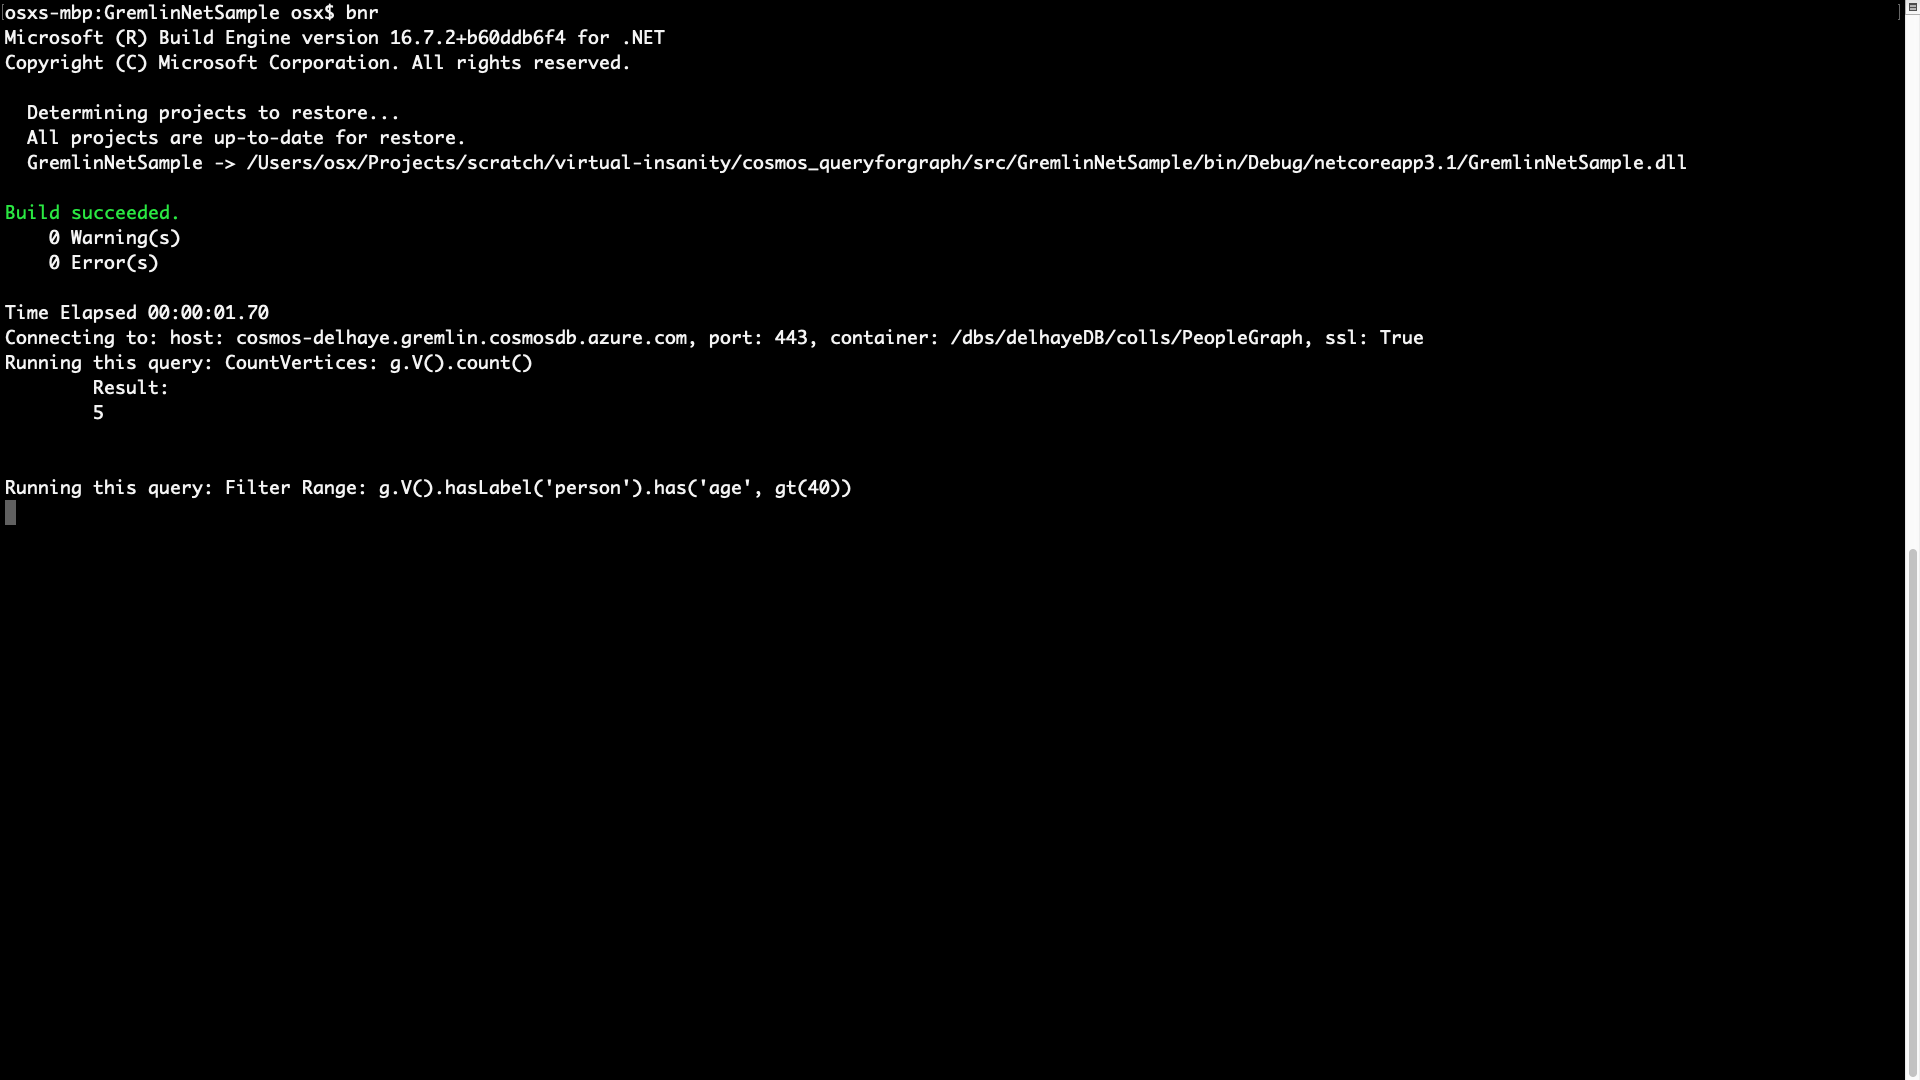 osxs-mbp:GremlinNetSample osx$ bnr
Microsoft (R) Build Engine version 16.7.2+b60ddb6f4 for .NET
Copyright (C) Microsoft Corporation. All rights reserved.
Determining projects to restore...
All projects are up-to-date for restore.
GremlinNetSample -> /Users/osx/Projects/scratch/virtual-insanity/cosmos_queryforgraph/src/GremlinNetSample/bin/Debug/netcoreapp3.1/GremlinNetSample.dll
Build succeeded.
0 Warning(s)
0 Error(s)
Time Elapsed 00:00:01.70
Connecting to: host: cosmos-delhaye.gremlin.cosmosdb.azure.com, port: 443, container: /dbs/delhayeDB/colls/PeopleGraph, ssl: True
Running this query: CountVertices: g.V().count()
Result:
5
Running this query: Filter Range: g.V().hasLabel('person').has('age', gt(40))